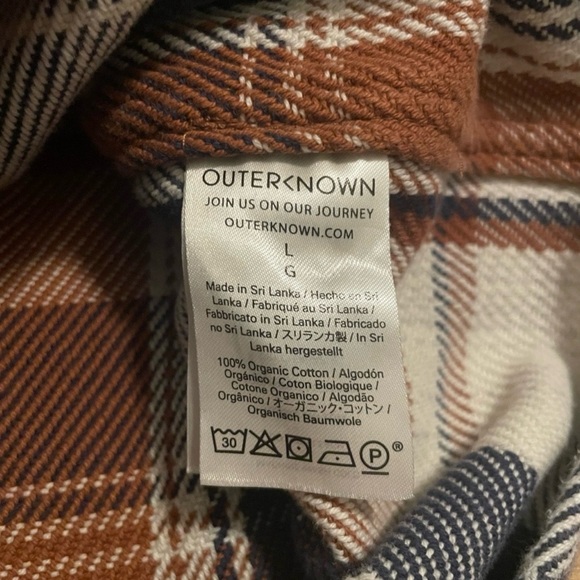 OUTERKNOWN
JOIN US ON OUR JOURNEY
OUTERKNOWN.COM
L
G
Made in Sri Lanka / Hecho en Sri
Lanka / Fabriqué au Sri Lanka /
Fabbricato in Sri Lanka / Fabricado
no Sri Lanka / スリランカ製 / In Sri
Lanka hergestellt
100% Organic Cotton / Algodón
Orgánico / Coton Biologique /
Cotone Organico / Algodão
Orgânico / オーガニック・コットン /
Organisch Baumwolle
30 P ®